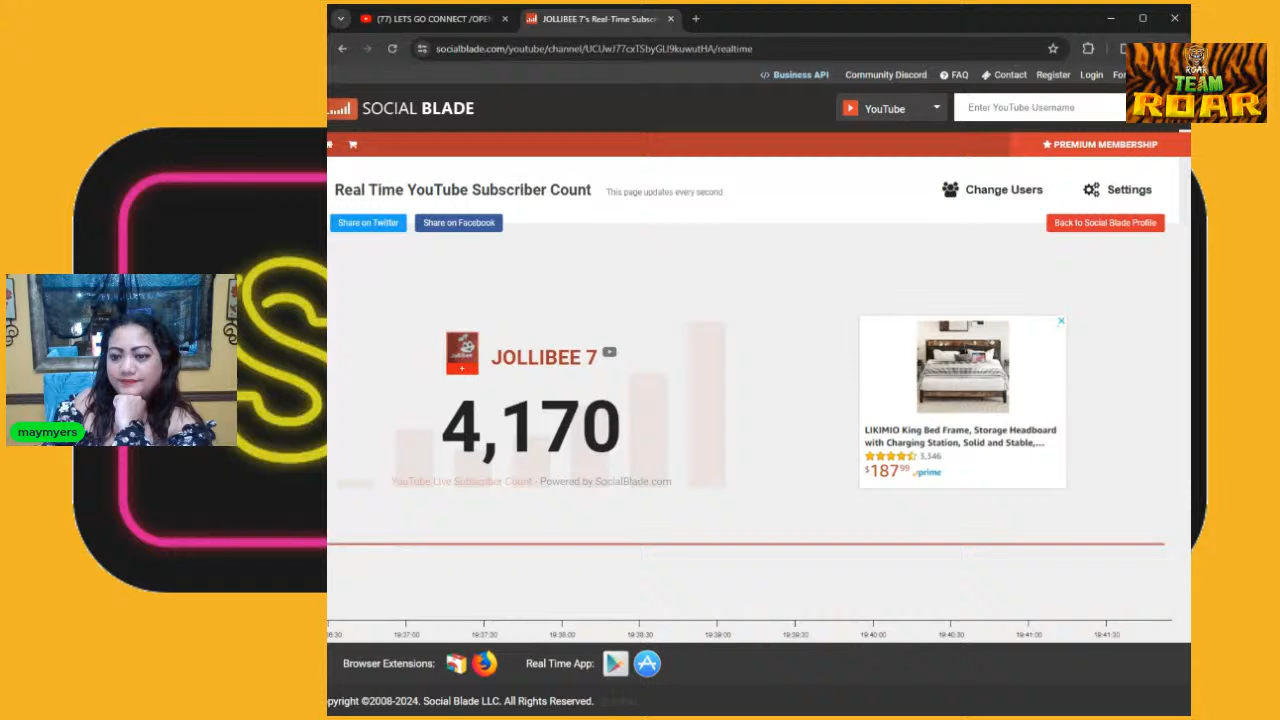 (77) LETS GO CONNECT /OPEN
JOLLIBEE 7's Real-Time Subscr
socialblade.com/youtube/channel/UCUwJ77cxTSbyGLl9kuwutHA/realtime
Business API
Community Discord
FAQ
Contact
Register
Login
ROAR
TEAM
ROAR
SOCIAL BLADE
YouTube
Enter YouTube Username
PREMIUM MEMBERSHIP
Real Time YouTube Subscriber Count
This page updates every second
Change Users
Settings
Share on Twitter
Share on Facebook
Back to Social Blade Profile
S
maymyers
Jollibee
JOLLIBEE 7
4,170
YouTube Live Subscriber Count - Powered by SocialBlade.com
LIKIMIO King Bed Frame, Storage Headboard
with Charging Station, Solid and Stable,...
3,346
$187.99 prime
19:37:00 19:37:30 19:38:00 19:38:30 19:39:00 19:39:30 19:40:00 19:40:30 19:41:00 19:41:30
Browser Extensions:
Real Time App:
pyright ©2008-2024. Social Blade LLC. All Rights Reserved.